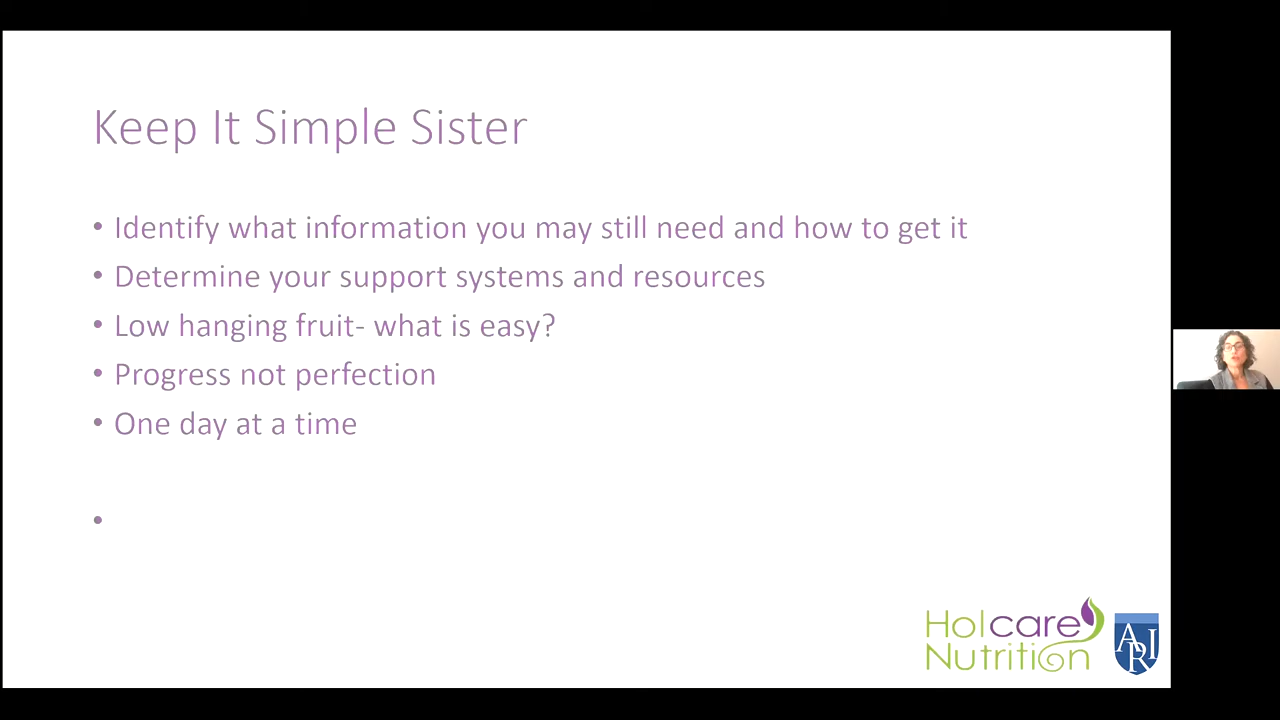 Keep It Simple Sister
• Identify what information you may still need and how to get it
• Determine your support systems and resources
• Low hanging fruit- what is easy?
• Progress not perfection
• One day at a time
•
Holcare
Nutrition
ARI